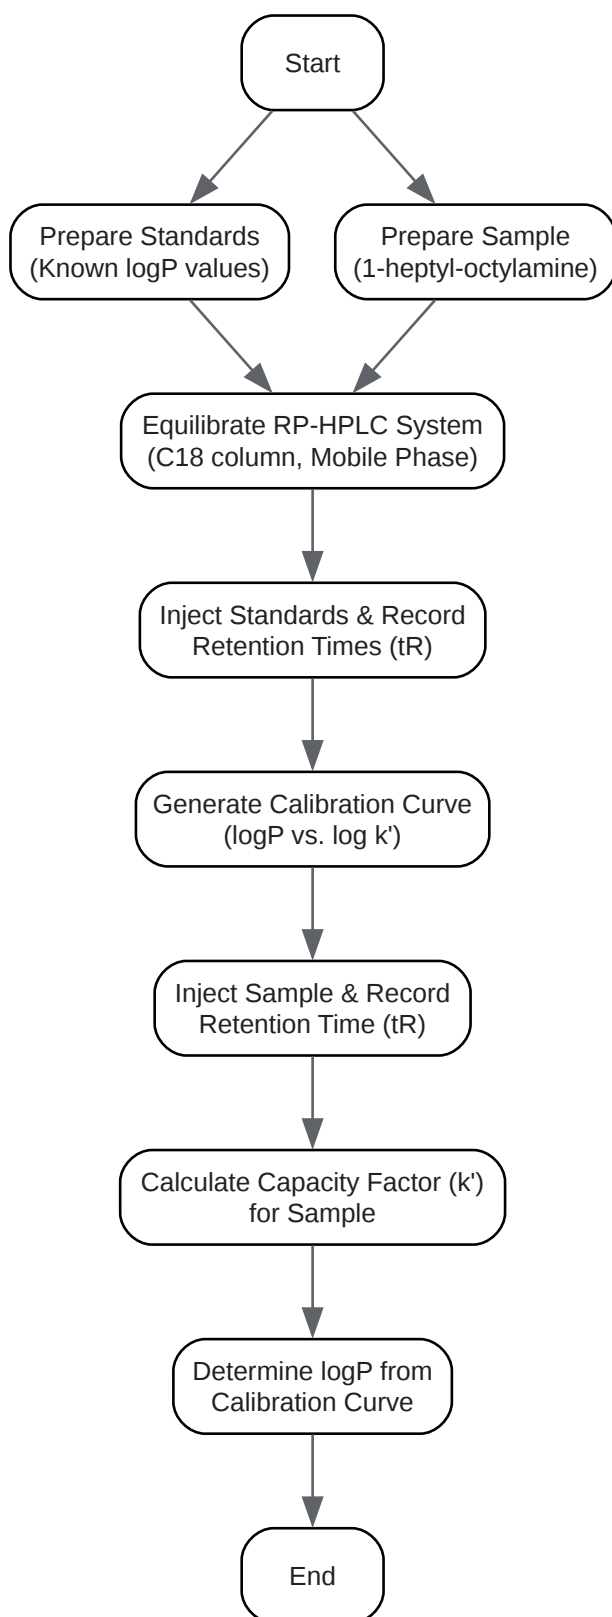 Start
Prepare Standards
(Known logP values)
Prepare Sample
(1-heptyl-octylamine)
Equilibrate RP-HPLC System
(C18 column, Mobile Phase)
Inject Standards & Record
Retention Times (tR)
Generate Calibration Curve
(logP vs. log k')
Inject Sample & Record
Retention Time (tR)
Calculate Capacity Factor (k')
for Sample
Determine logP from
Calibration Curve
End